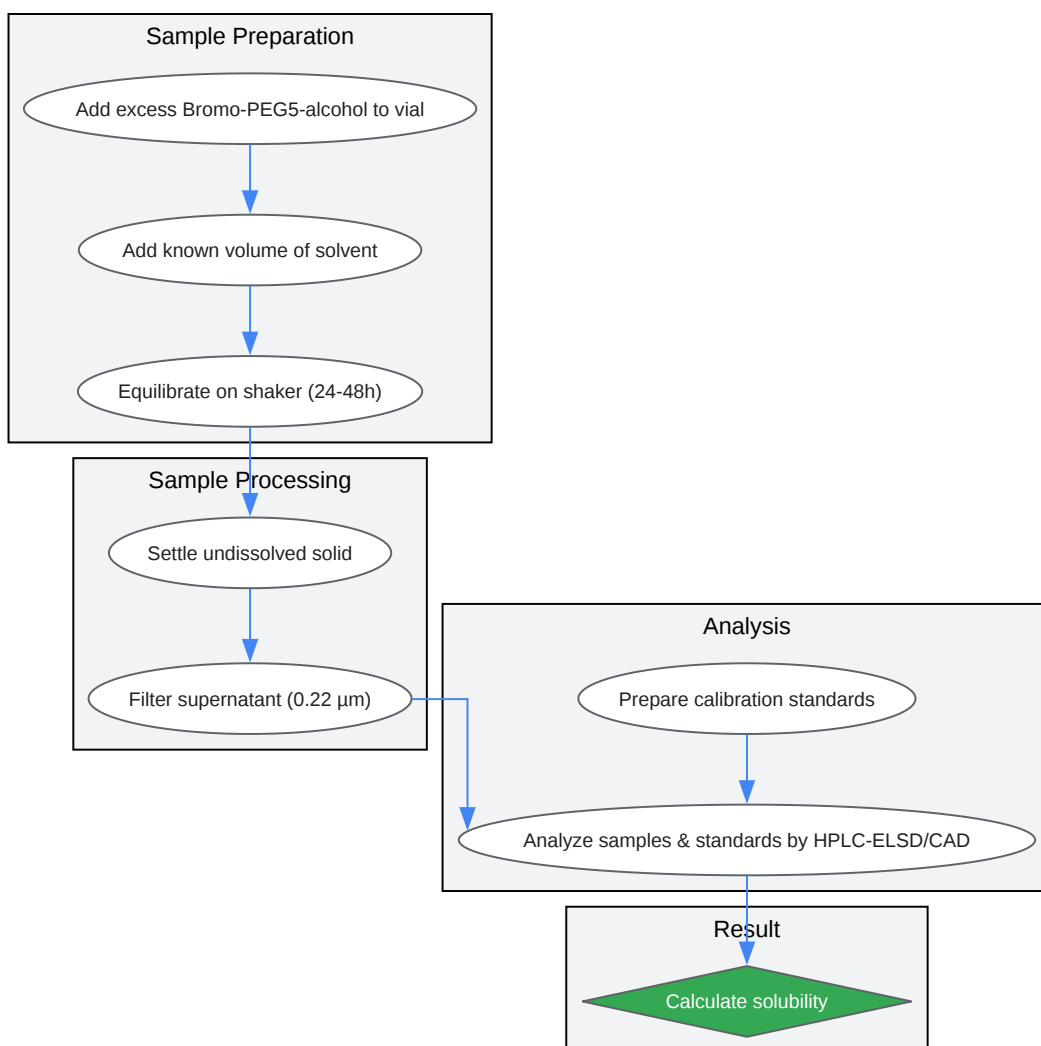 Sample Preparation
Add excess Bromo-PEG5-alcohol to vial
Add known volume of solvent
Equilibrate on shaker (24-48h)
Sample Processing
Settle undissolved solid
Filter supernatant (0.22 µm)
Analysis
Prepare calibration standards
Analyze samples & standards by HPLC-ELSD/CAD
Result
Calculate solubility